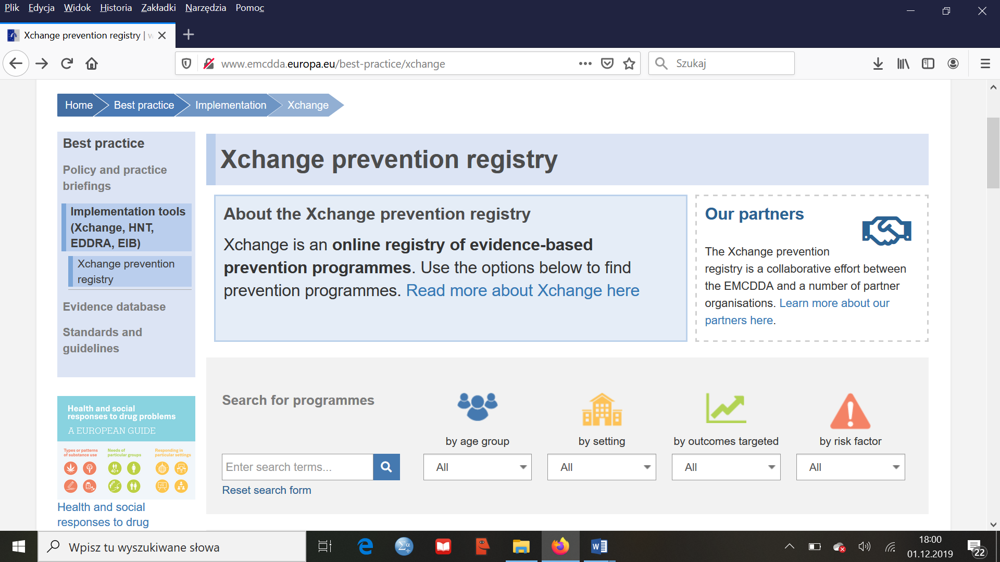 Plik Edycja Widok Historia Zakładki Narzędzia Pomoc
Xchange prevention registry | w
www.emcdda.europa.eu/best-practice/xchange
Szukaj
Home Best practice Implementation Xchange
Best practice
Policy and practice
briefings
Implementation tools
(Xchange, HNT,
EDDRA, EIB)
Xchange prevention
registry
Evidence database
Standards and
guidelines
Health and social
responses to drug problems
A EUROPEAN GUIDE
Types or patterns
of substance use
Needs of
particular groups
Responding in
particular settings
40+
Health and social
responses to drug
Xchange prevention registry
About the Xchange prevention registry
Xchange is an online registry of evidence-based
prevention programmes. Use the options below to find
prevention programmes. Read more about Xchange here
Our partners
The Xchange prevention
registry is a collaborative effort between
the EMCDDA and a number of partner
organisations. Learn more about our
partners here.
Search for programmes
Enter search terms...
Reset search form
by age group
All
by setting
All
by outcomes targeted
All
by risk factor
All
Wpisz tu wyszukiwane słowa
18:00
01.12.2019
22